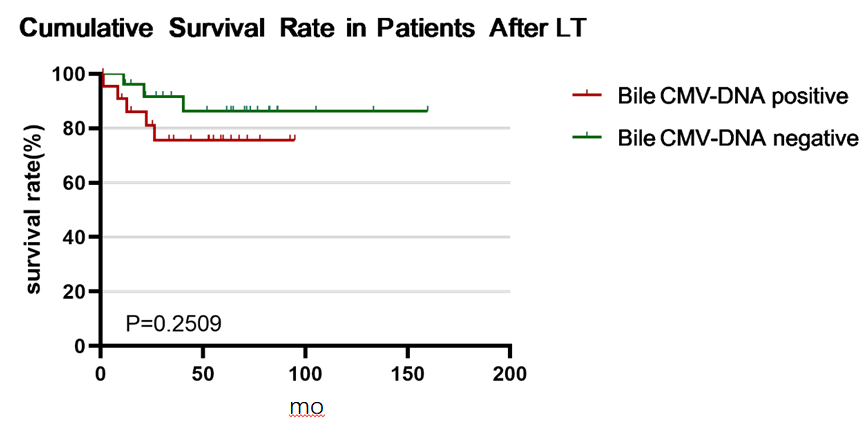 Cumulative Survival Rate in Patients After LT
100
80
60
40
20
0
survival rate(%)
P=0.2509
0 50 100 150 200
mo
Bile CMV-DNA positive
Bile CMV-DNA negative